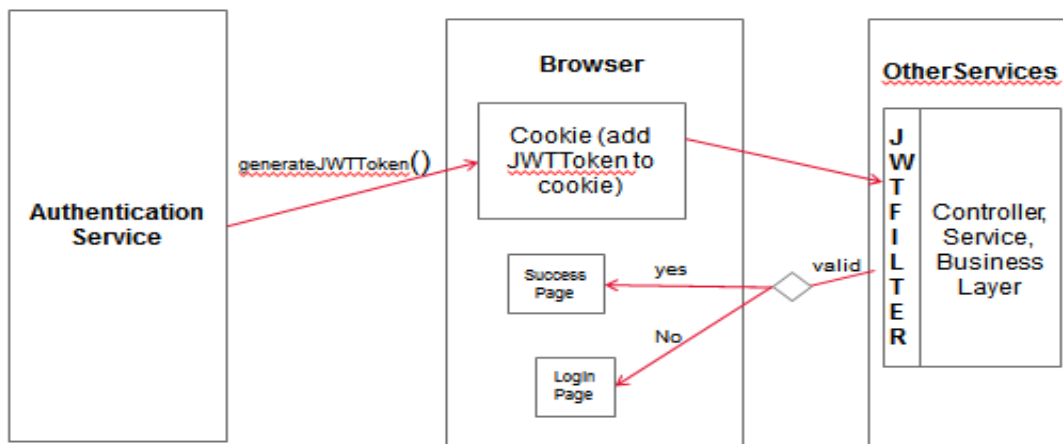 Authentication
Service
generateJWTToken()
Browser
Cookie (add
JWTToken to
cookie)
Success
Page
yes
valid
No
Login
Page
OtherServices
J
W
T
F
I
L
T
E
R
Controller,
Service,
Business
Layer